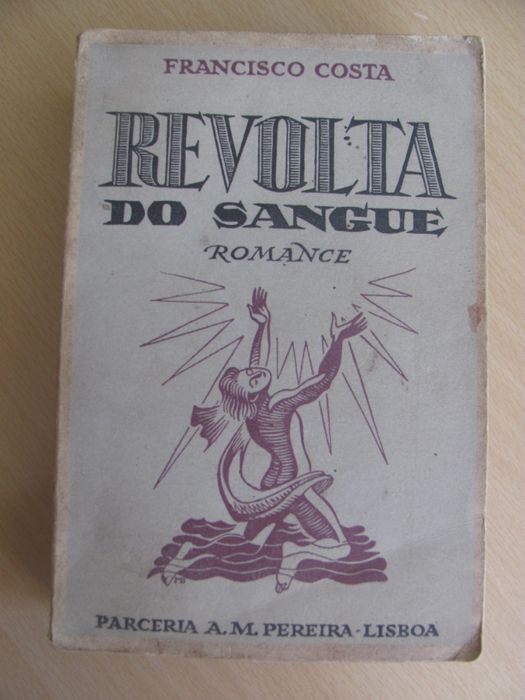 FRANCISCO COSTA
REVOLTA
DO SANGUE
ROMANCE
PARCERIA A. M. PEREIRA - LISBOA